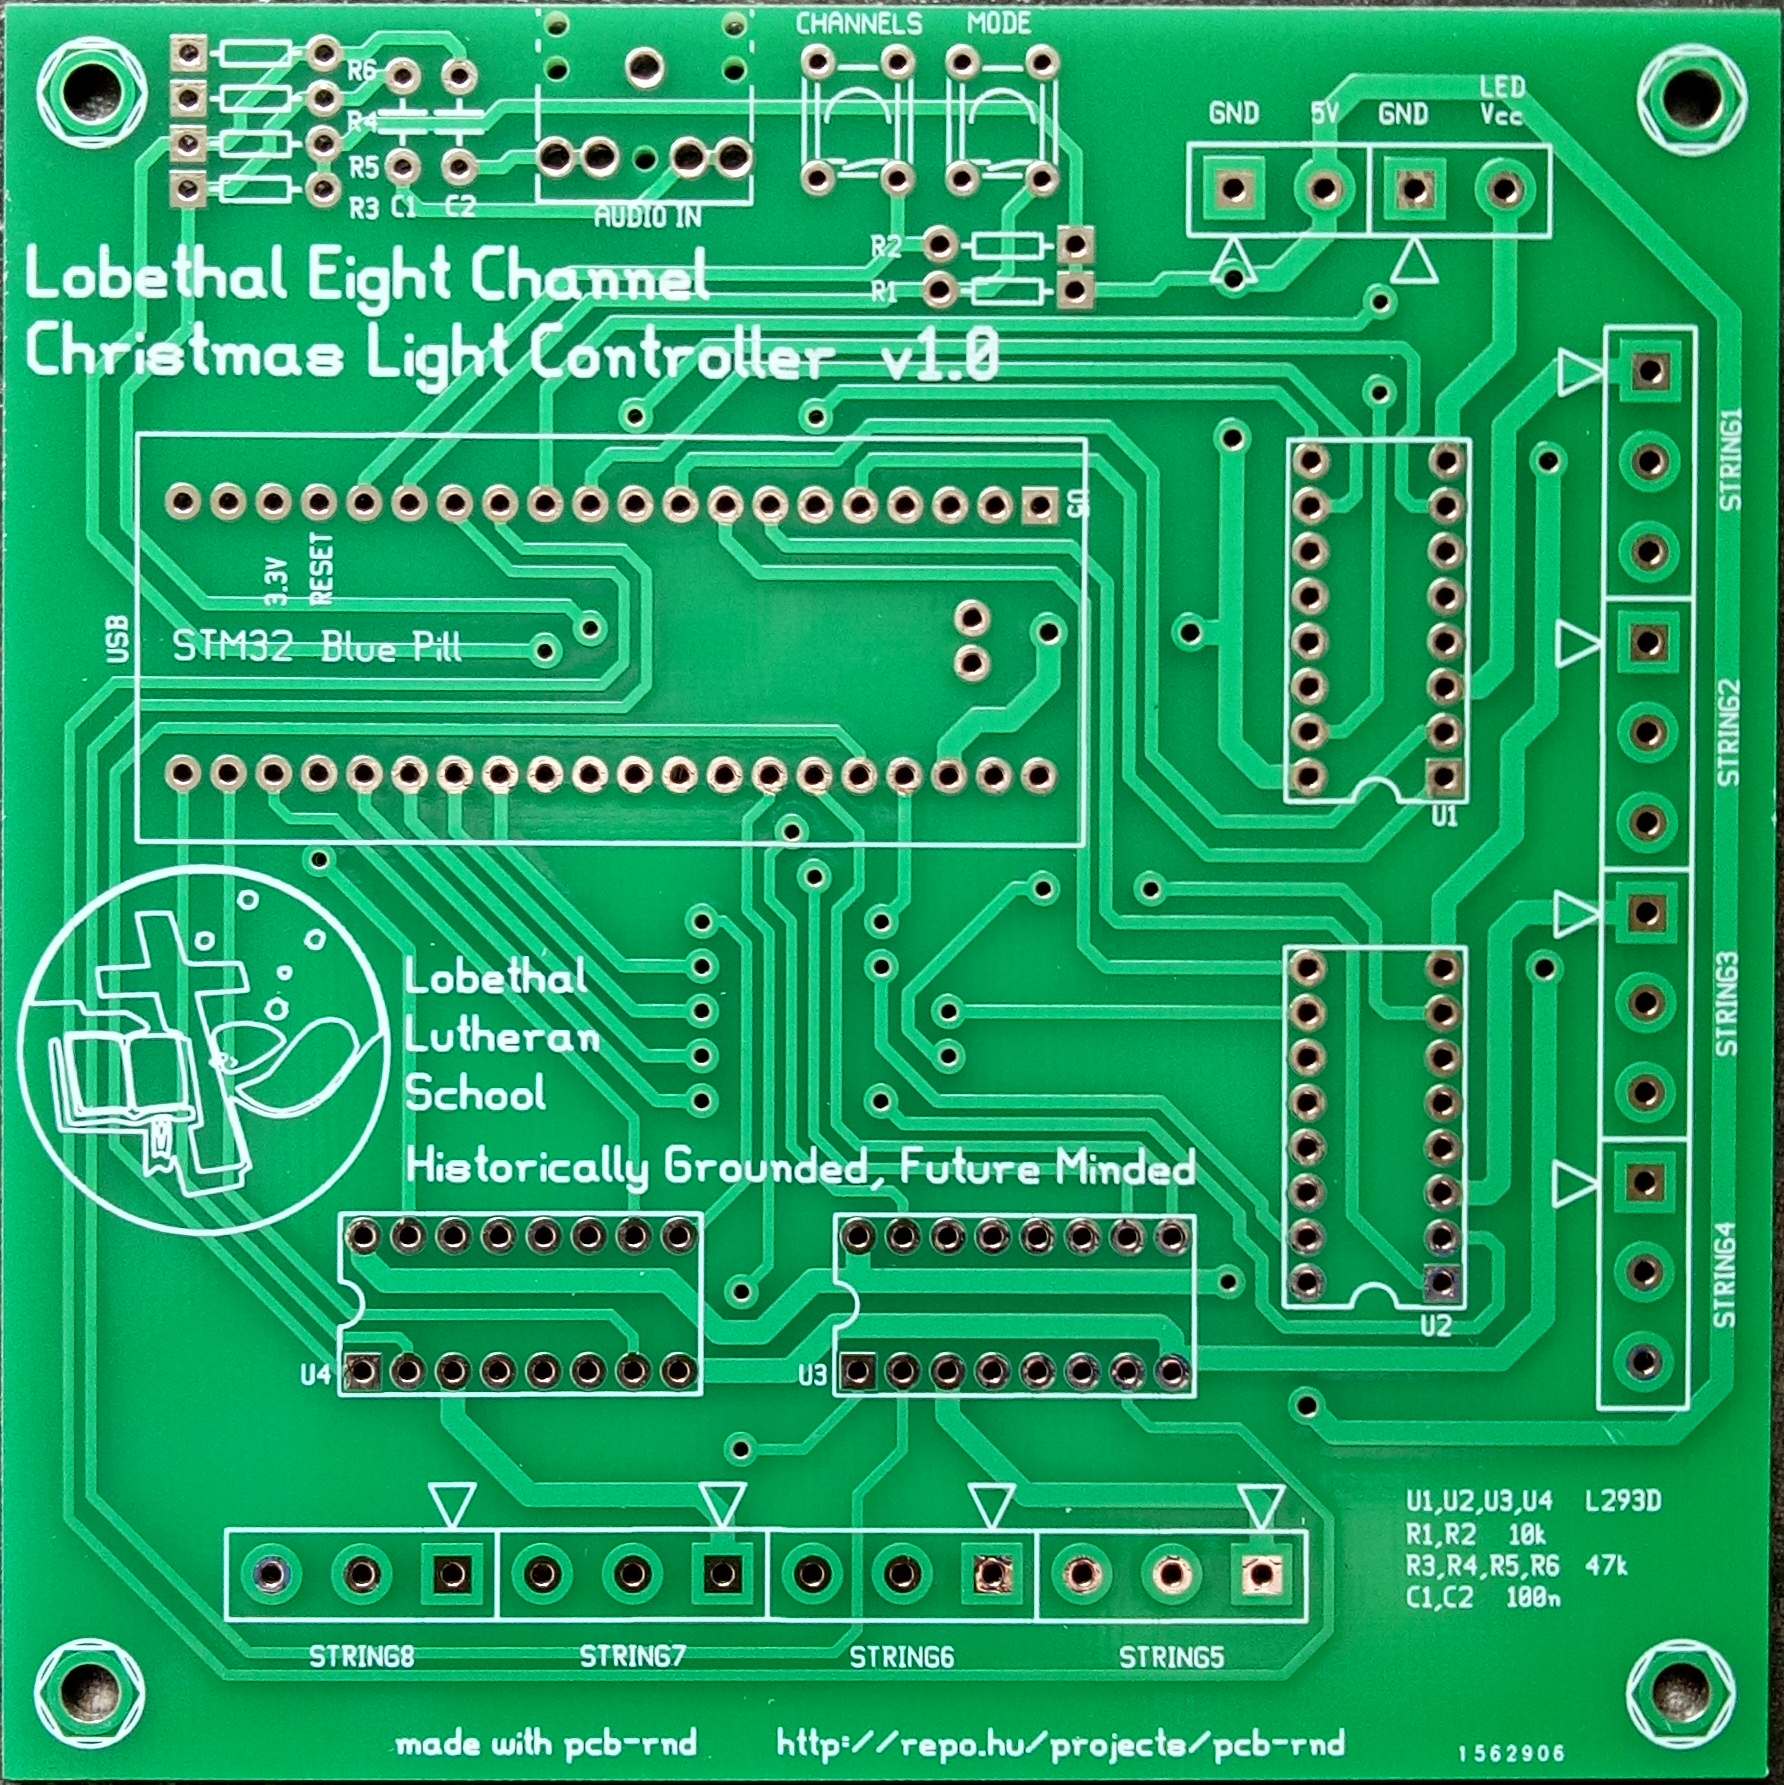 CHANNELS MODE
LED
GND 5V GND Vcc
R6
R4
R5
R3 C1 C2
AUDIO IN
R2
R1
Lobethal Eight Channel
Christmas Light Controller v1.0
STRING1
U5
3.3V
RESET
USB
STM32 Blue Pill
STRING2
U1
Lobethal
Lutheran
School
STRING3
Historically Grounded, Future Minded
STRING4
U2
U4
U3
U1,U2,U3,U4 L293D
R1,R2 10k
R3,R4,R5,R6 47k
C1,C2 100n
STRING8 STRING7 STRING6 STRING5
made with pcb-rnd http://repo.hu/projects/pcb-rnd
1562906